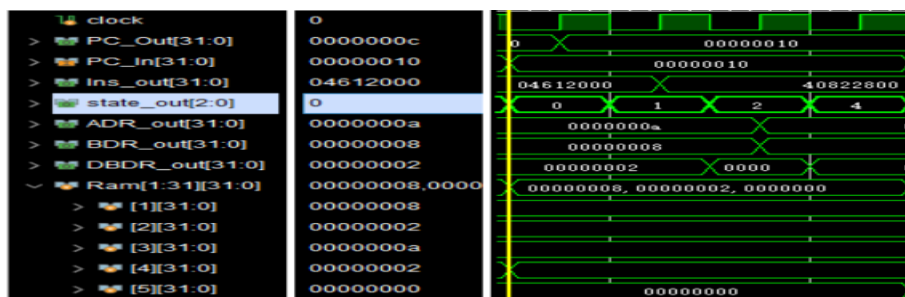 clock 0
> PC_Out[31:0] 0000000c 0 00000010
> PC_In[31:0] 00000010 00000010
> Ins_out[31:0] 04612000 04612000 40822800
> state_out[2:0] 0 0 1 2 4
> ADR_out[31:0] 0000000a 0000000a
> BDR_out[31:0] 00000008 00000008
> DBDR_out[31:0] 00000002 00000002 0000
Ram[1:31][31:0] 00000008,0000 00000008, 00000002, 0000000
> [1][31:0] 00000008
> [2][31:0] 00000002
> [3][31:0] 0000000a
> [4][31:0] 00000002
> [5][31:0] 00000000 00000000